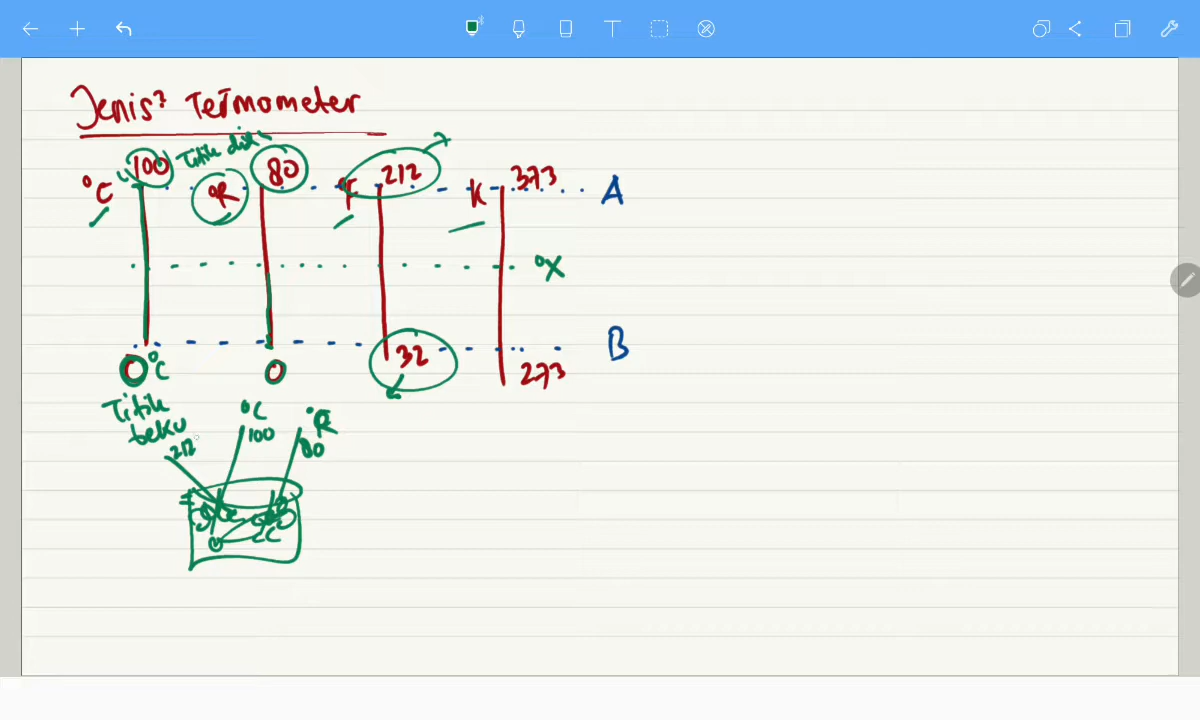 Jenis² Termometer
100 Titik didih 80 212 373
°C °R °F K A
°X
B
0 °C 0 32 273
Titik beku
°C °R
212 100 80